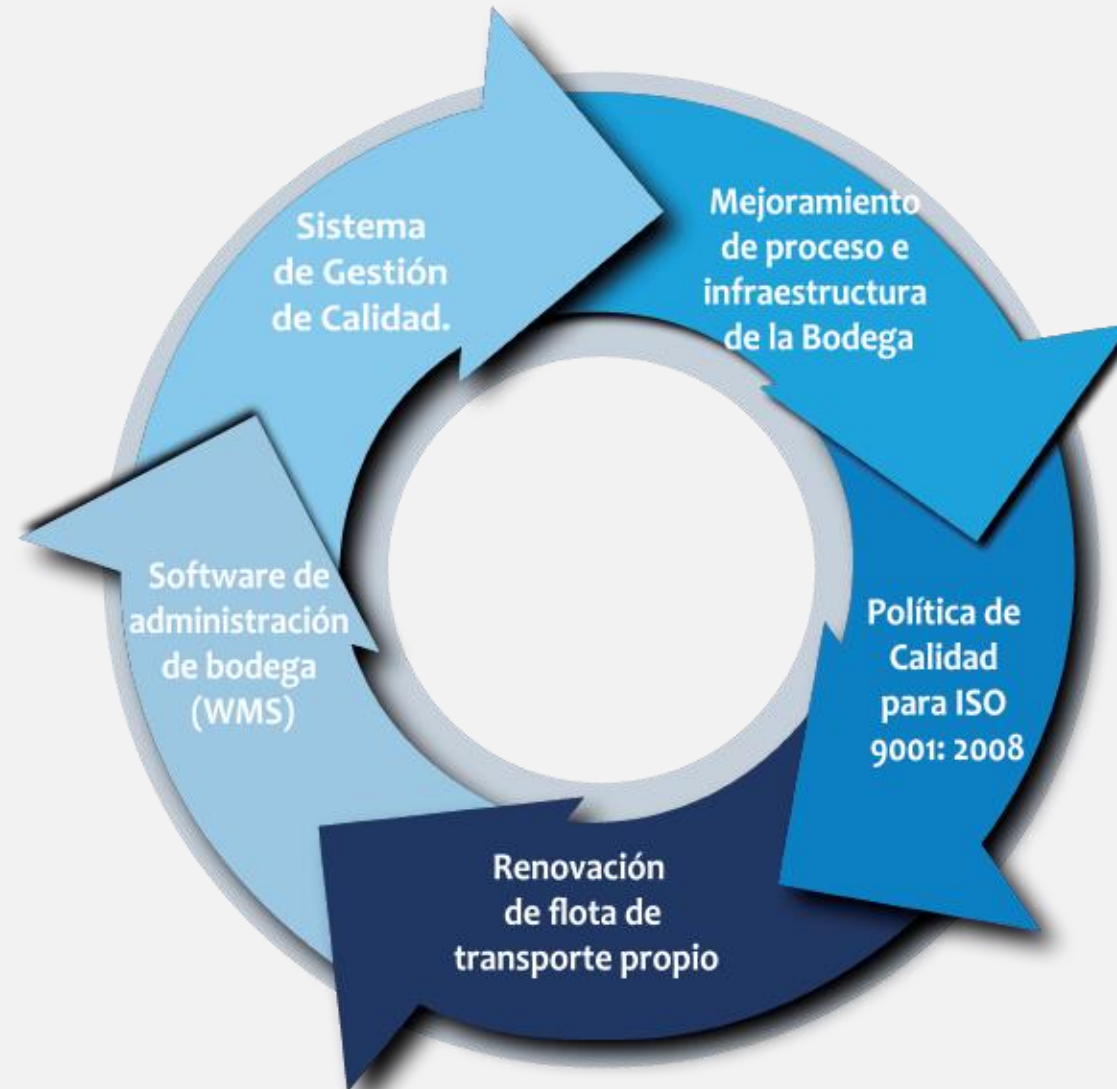 Sistema
de Gestión
de Calidad.
Mejoramiento
de proceso e
infraestructura
de la Bodega
Política de
Calidad
para ISO
9001: 2008
Renovación
de flota de
transporte propio
Software de
administración
de bodega
(WMS)